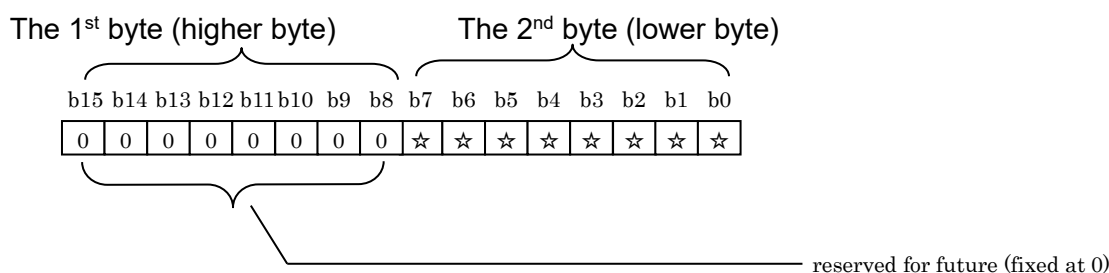 The 1st byte (higher byte) The 2nd byte (lower byte)
b15 b14 b13 b12 b11 b10 b9 b8 b7 b6 b5 b4 b3 b2 b1 b0
0 0 0 0 0 0 0 0 ☆ ☆ ☆ ☆ ☆ ☆ ☆ ☆
reserved for future (fixed at 0)